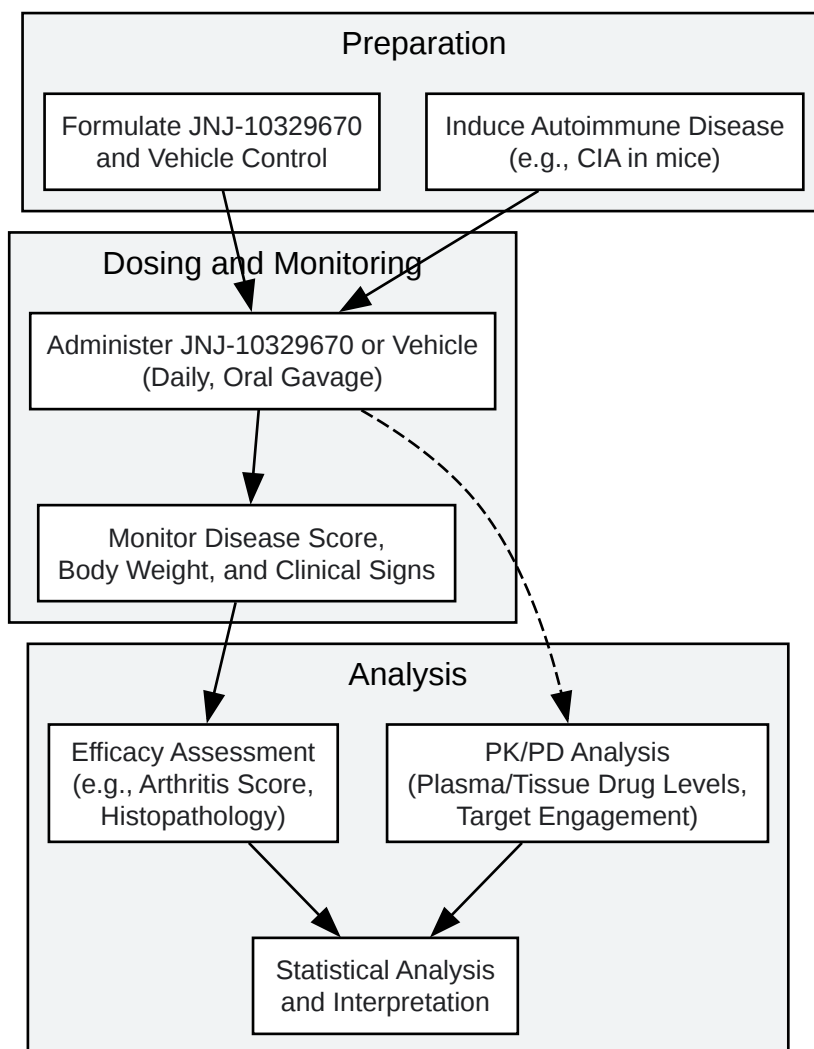 Preparation
Formulate JNJ-10329670
and Vehicle Control
Induce Autoimmune Disease
(e.g., CIA in mice)
Dosing and Monitoring
Administer JNJ-10329670 or Vehicle
(Daily, Oral Gavage)
Monitor Disease Score,
Body Weight, and Clinical Signs
Analysis
Efficacy Assessment
(e.g., Arthritis Score,
Histopathology)
PK/PD Analysis
(Plasma/Tissue Drug Levels,
Target Engagement)
Statistical Analysis
and Interpretation